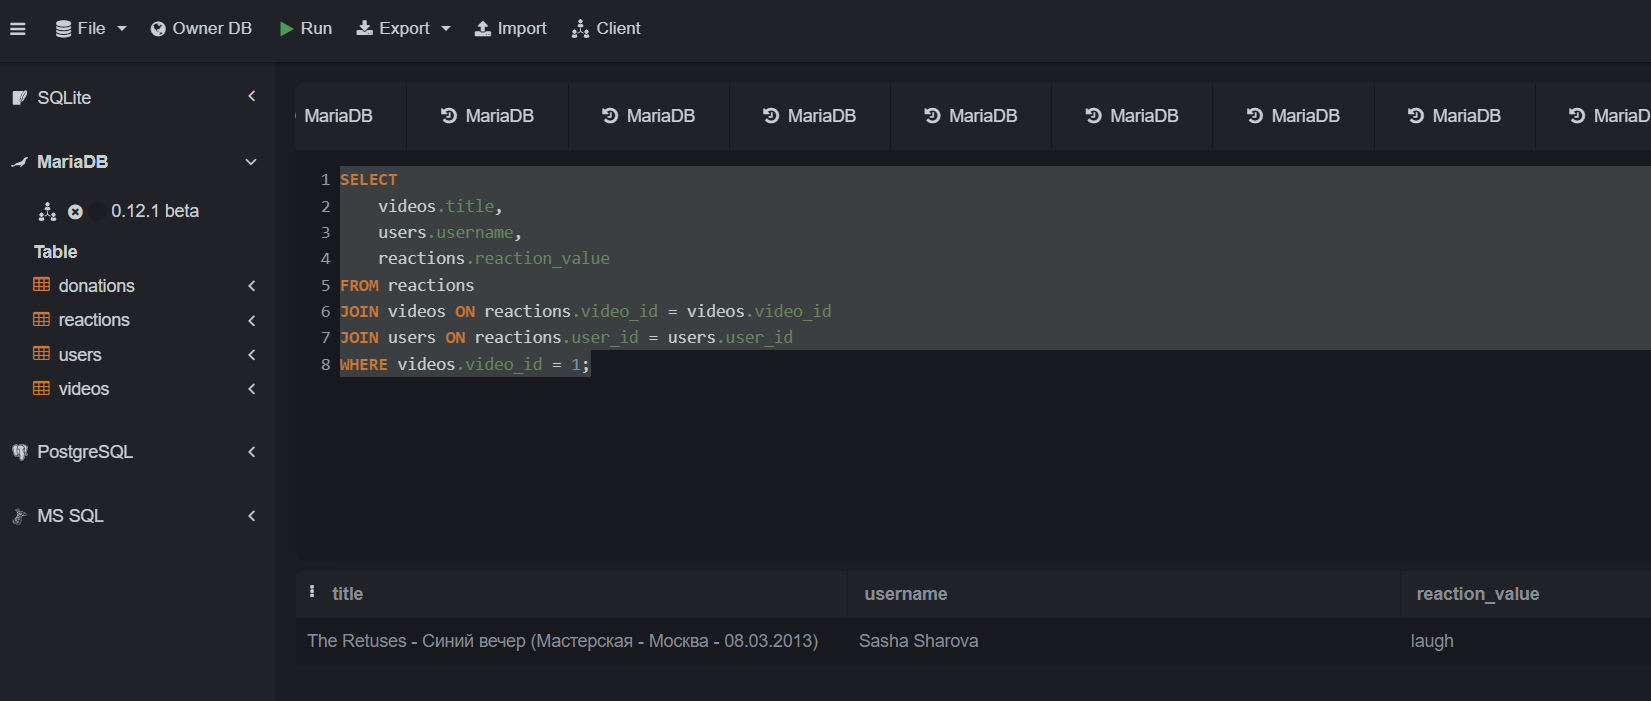 File Owner DB Run Export Import Client
SQLite
MariaDB
0.12.1 beta
Table
donations
reactions
users
videos
PostgreSQL
MS SQL
MariaDB MariaDB MariaDB MariaDB MariaDB MariaDB MariaDB MariaDB MariaD
1 SELECT
2 videos.title,
3 users.username,
4 reactions.reaction_value
5 FROM reactions
6 JOIN videos ON reactions.video_id = videos.video_id
7 JOIN users ON reactions.user_id = users.user_id
8 WHERE videos.video_id = 1;
title username reaction_value
The Retuses - Синий вечер (Мастерская - Москва - 08.03.2013) Sasha Sharova laugh